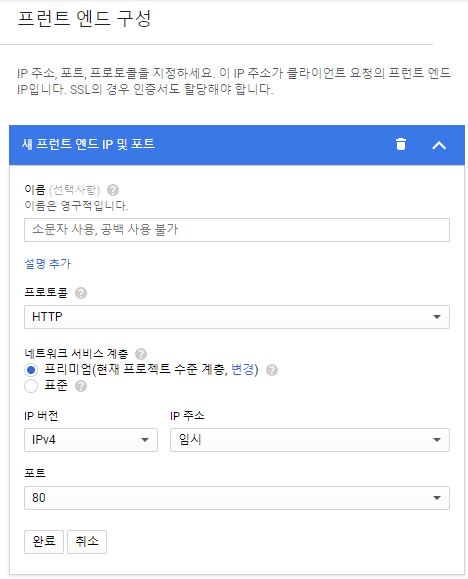 프런트 엔드 구성
IP 주소, 포트, 프로토콜을 지정하세요. 이 IP 주소가 클라이언트 요청의 프런트 엔드
IP입니다. SSL의 경우 인증서도 할당해야 합니다.
새 프런트 엔드 IP 및 포트
이름 (선택사항) ?
이름은 영구적입니다.
소문자 사용, 공백 사용 불가
설명 추가
프로토콜 ?
HTTP
네트워크 서비스 계층 ?
프리미엄(현재 프로젝트 수준 계층, 변경) ?
표준 ?
IP 버전 IP 주소
IPv4 임시
포트
80
완료 취소